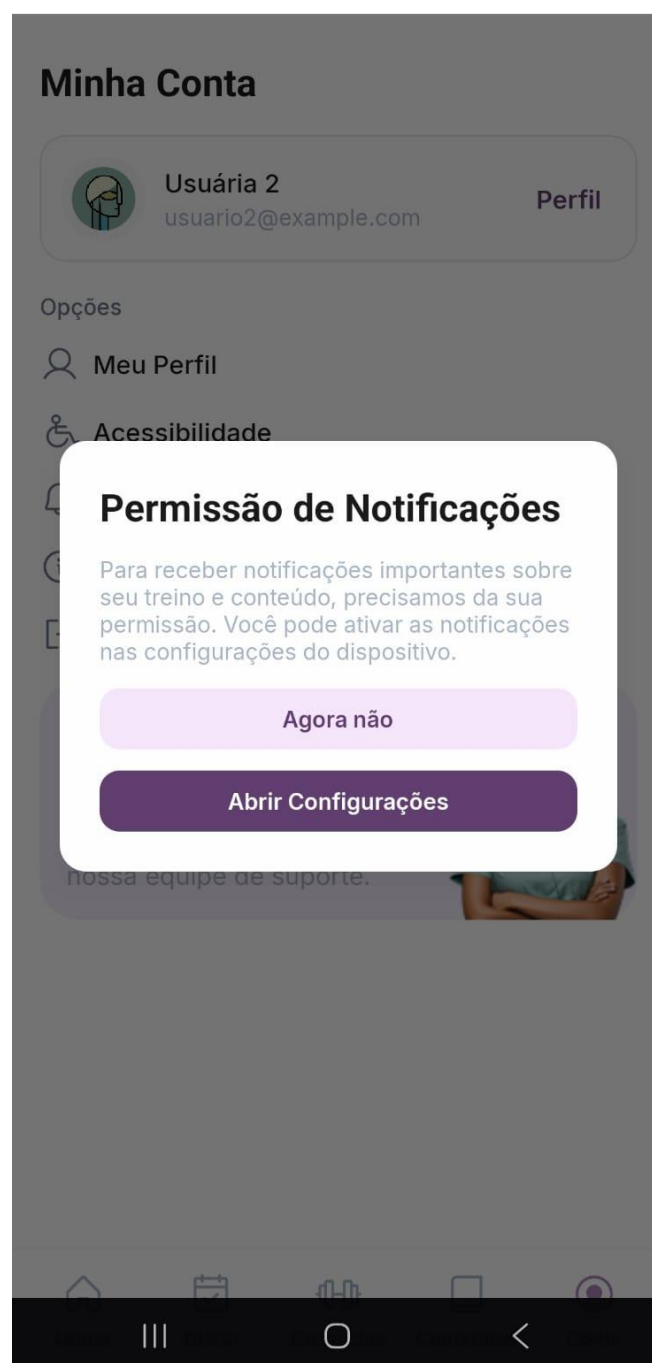 Minha Conta
Usuária 2
usuario2@example.com
Perfil
Opções
Meu Perfil
Acessibilidade
Permissão de Notificações
Para receber notificações importantes sobre
seu treino e conteúdo, precisamos da sua
permissão. Você pode ativar as notificações
nas configurações do dispositivo.
Agora não
Abrir Configurações
nossa equipe de suporte.